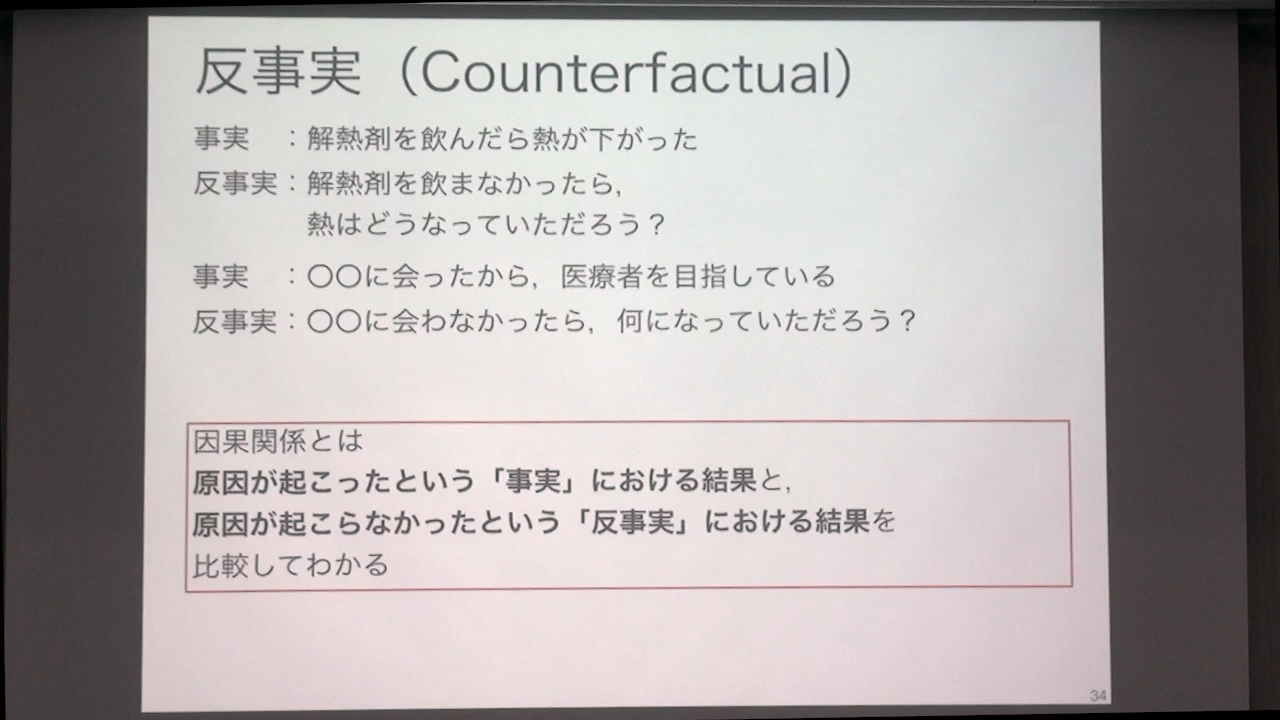 反事実（Counterfactual）
事実　：解熱剤を飲んだら熱が下がった
反事実：解熱剤を飲まなかったら，
熱はどうなっていただろう？
事実　：〇〇に会ったから，医療者を目指している
反事実：〇〇に会わなかったら，何になっていただろう？
因果関係とは
原因が起こったという「事実」における結果と，
原因が起こらなかったという「反事実」における結果を
比較してわかる
34